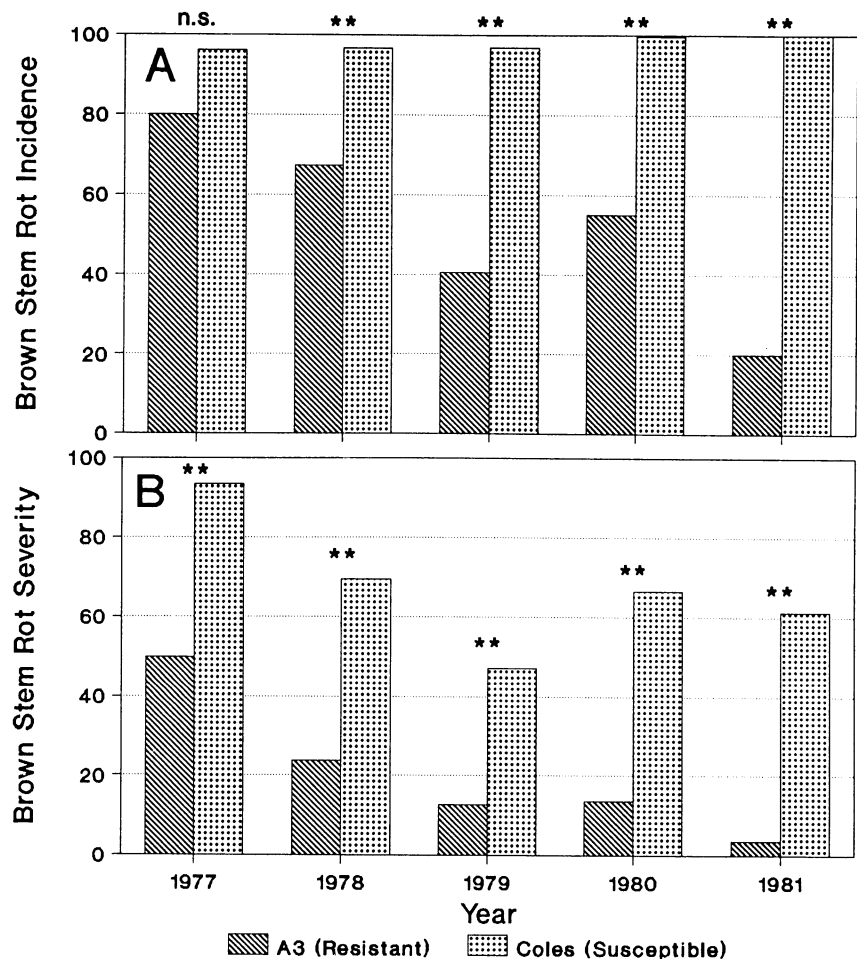 n.s. ** ** ** **
A
Brown Stem Rot Incidence
100
80
60
40
20
0
B
Brown Stem Rot Severity
** ** ** ** **
100
80
60
40
20
0
1977 1978 1979 1980 1981
Year
A3 (Resistant) Coles (Susceptible)